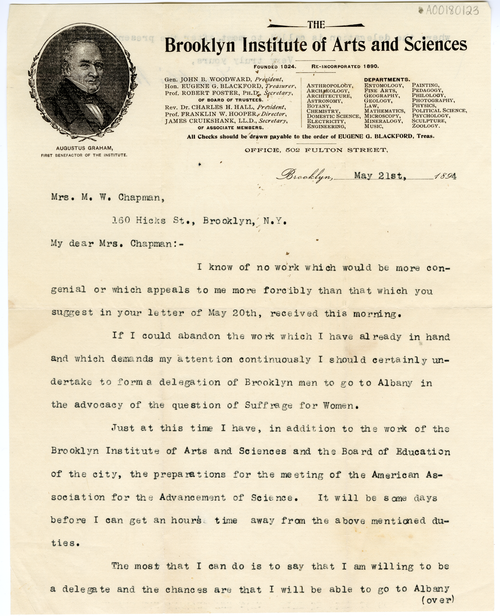 *A00180123
THE
Brooklyn Institute of Arts and Sciences
FOUNDED 1824. RE-INCORPORATED 1890.
Gen. JOHN B. WOODWARD, President,
Hon. EUGENE G. BLACKFORD, Treasurer,
Prof. ROBERT FOSTER, PH.D., Secretary,
OF BOARD OF TRUSTEES.
Rev. Dr. CHARLES H. HALL, President,
Prof. FRANKLIN W. HOOPER, Director,
JAMES CRUIKSHANK, LL.D., Secretary,
OF ASSOCIATE MEMBERS.
DEPARTMENTS.
ANTHROPOLOGY, ENTOMOLOGY, PAINTING,
ARCHÆOLOGY, FINE ARTS, PEDAGOGY,
ARCHITECTURE, GEOGRAPHY, PHILOLOGY,
ASTRONOMY, GEOLOGY, PHOTOGRAPHY,
BOTANY, LAW, PHYSICS,
CHEMISTRY, MATHEMATICS, POLITICAL SCIENCE,
DOMESTIC SCIENCE, MICROSCOPY, PSYCHOLOGY,
ELECTRICITY, MINERALOGY, SCULPTURE,
ENGINEERING, MUSIC, ZOOLOGY.
All Checks should be drawn payable to the order of EUGENE G. BLACKFORD, Treas.
AUGUSTUS GRAHAM,
FIRST BENEFACTOR OF THE INSTITUTE.
OFFICE, 502 FULTON STREET,
Brooklyn, May 21st, 1894
Mrs. M. W. Chapman,
160 Hicks St., Brooklyn, N.Y.
My dear Mrs. Chapman:-
I know of no work which would be more con-
genial or which appeals to me more forcibly than that which you
suggest in your letter of May 20th, received this morning.
If I could abandon the work which I have already in hand
and which demands my attention continuously I should certainly un-
dertake to form a delegation of Brooklyn men to go to Albany in
the advocacy of the question of Suffrage for Women.
Just at this time I have, in addition to the work of the
Brooklyn Institute of Arts and Sciences and the Board of Education
of the city, the preparations for the meeting of the American As-
sociation for the Advancement of Science. It will be some days
before I can get an hours time away from the above mentioned du-
ties.
The most that I can do is to say that I am willing to be
a delegate and the chances are that I will be able to go to Albany
(over)